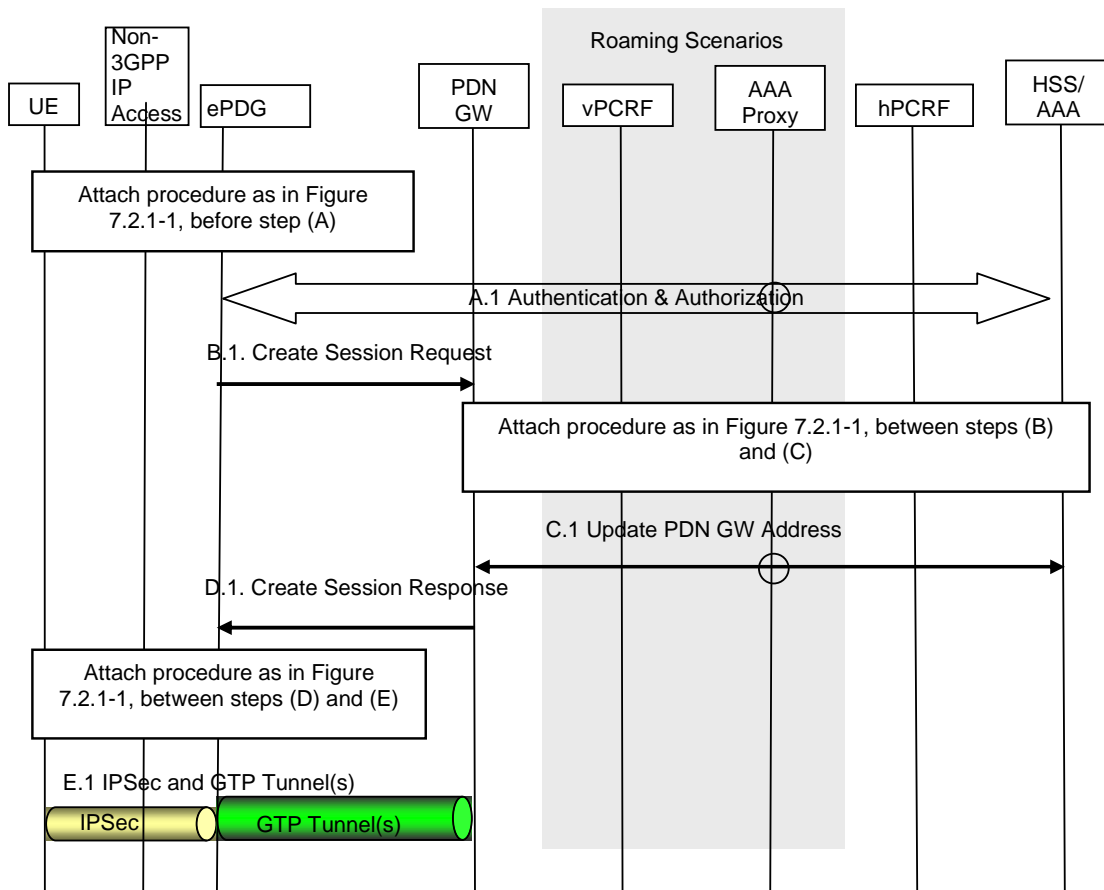 Roaming Scenarios
UE
Non-
3GPP
IP
Access
ePDG
PDN
GW
vPCRF
AAA
Proxy
hPCRF
HSS/
AAA
Attach procedure as in Figure
7.2.1-1, before step (A)
A.1 Authentication & Authorization
B.1. Create Session Request
Attach procedure as in Figure 7.2.1-1, between steps (B)
and (C)
C.1 Update PDN GW Address
D.1. Create Session Response
Attach procedure as in Figure
7.2.1-1, between steps (D) and (E)
E.1 IPSec and GTP Tunnel(s)
IPSec
GTP Tunnel(s)